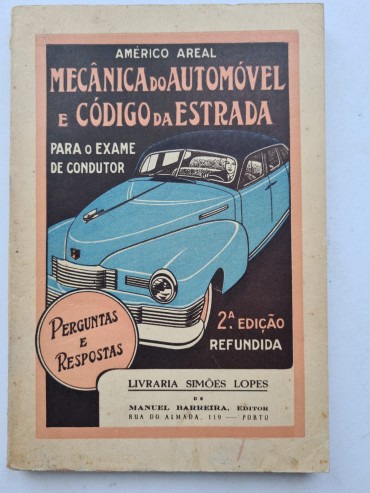 AMÉRICO AREAL
MECÂNICA DO AUTOMÓVEL
E CÓDIGO DA ESTRADA
PARA O EXAME
DE CONDUTOR
PERGUNTAS
E
RESPOSTAS
2.ª EDIÇÃO
REFUNDIDA
LIVRARIA SIMÕES LOPES
DE
MANUEL BARREIRA, EDITOR
RUA DO ALMADA, 119 — PORTO